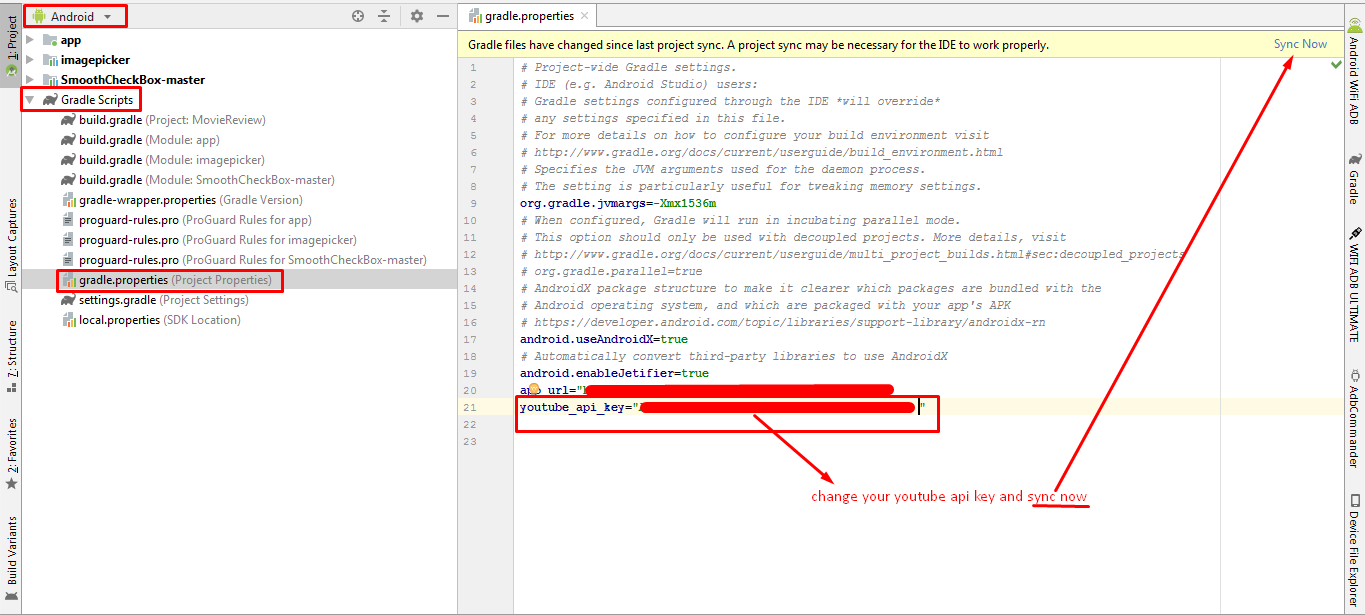 1: Project
Layout Captures
7: Structure
2: Favorites
Build Variants
Android
app
imagepicker
SmoothCheckBox-master
Gradle Scripts
build.gradle (Project: MovieReview)
build.gradle (Module: app)
build.gradle (Module: imagepicker)
build.gradle (Module: SmoothCheckBox-master)
gradle-wrapper.properties (Gradle Version)
proguard-rules.pro (ProGuard Rules for app)
proguard-rules.pro (ProGuard Rules for imagepicker)
proguard-rules.pro (ProGuard Rules for SmoothCheckBox-master)
gradle.properties (Project Properties)
settings.gradle (Project Settings)
local.properties (SDK Location)
gradle.properties
Gradle files have changed since last project sync. A project sync may be necessary for the IDE to work properly. Sync Now
1 # Project-wide Gradle settings.
2 # IDE (e.g. Android Studio) users:
3 # Gradle settings configured through the IDE *will override*
4 # any settings specified in this file.
5 # For more details on how to configure your build environment visit
6 # http://www.gradle.org/docs/current/userguide/build_environment.html
7 # Specifies the JVM arguments used for the daemon process.
8 # The setting is particularly useful for tweaking memory settings.
9 org.gradle.jvmargs=-Xmx1536m
10 # When configured, Gradle will run in incubating parallel mode.
11 # This option should only be used with decoupled projects. More details, visit
12 # http://www.gradle.org/docs/current/userguide/multi_project_builds.html#sec:decoupled_projects
13 # org.gradle.parallel=true
14 # AndroidX package structure to make it clearer which packages are bundled with the
15 # Android operating system, and which are packaged with your app's APK
16 # https://developer.android.com/topic/libraries/support-library/androidx-rn
17 android.useAndroidX=true
18 # Automatically convert third-party libraries to use AndroidX
19 android.enableJetifier=true
20 app_url="
21 youtube_api_key=" "
22
23
change your youtube api key and sync now
Android WiFi ADB
Gradle
WIFI ADB ULTIMATE
AdbCommander
Device File Explorer